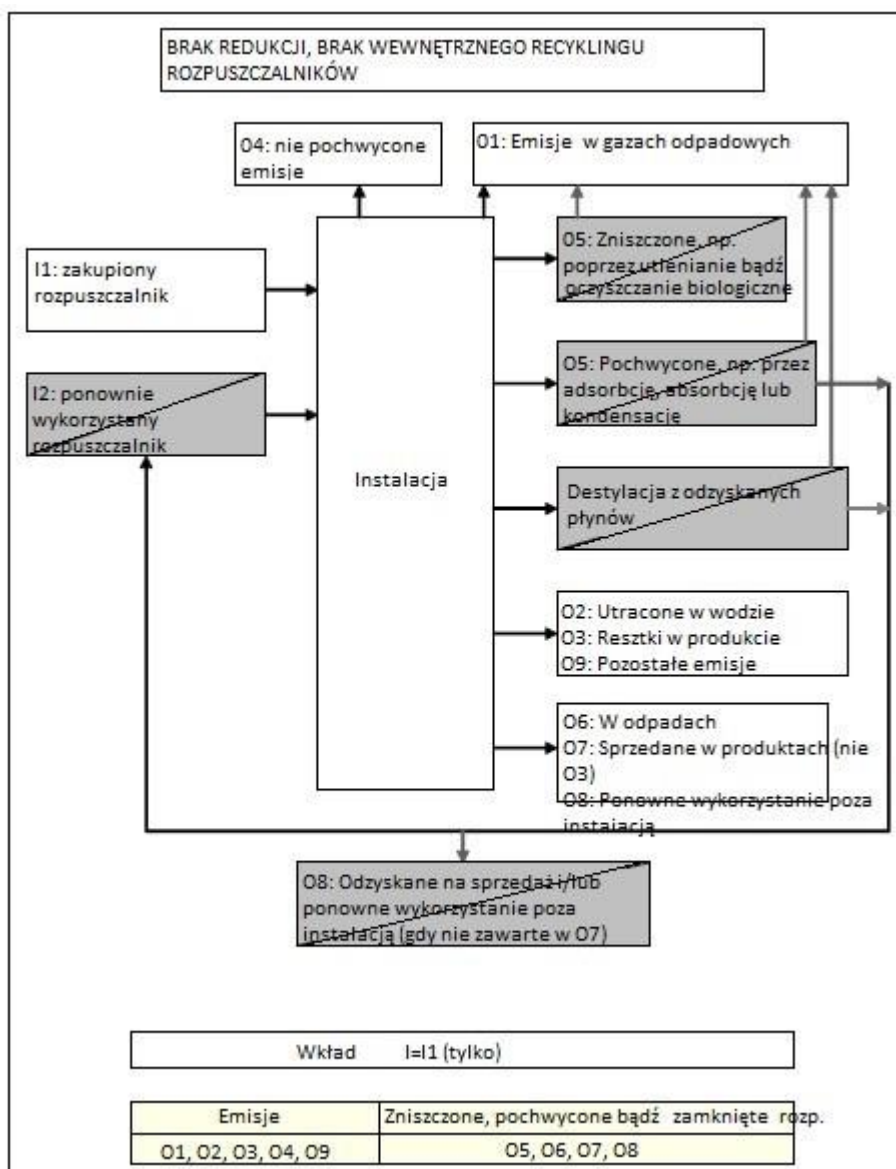 BRAK REDUKCJI, BRAK WEWNĘTRZNEGO RECYKLINGU
ROZPUSZCZALNIKÓW
O4: nie pochwycone
emisje
O1: Emisje w gazach odpadowych
I1: zakupiony
rozpuszczalnik
O5: Zniszczone, np.
poprzez utlenianie bądź
oczyszczanie biologiczne
I2: ponownie
wykorzystany
rozpuszczalnik
O5: Pochwycone, np. przez
adsorbcję, absorbcję lub
kondensację
Instalacja
Destylacja z odzyskanych
płynów
O2: Utracone w wodzie
O3: Resztki w produkcie
O9: Pozostałe emisje
O6: W odpadach
O7: Sprzedane w produktach (nie
O3)
O8: Ponowne wykorzystanie poza
instalacją
O8: Odzyskane na sprzedaż i/lub
ponowne wykorzystanie poza
instalacją (gdy nie zawarte w O7)
Wkład I=I1 (tylko)
Emisje Zniszczone, pochwycone bądź zamknięte rozp.
O1, O2, O3, O4, O9 O5, O6, O7, O8